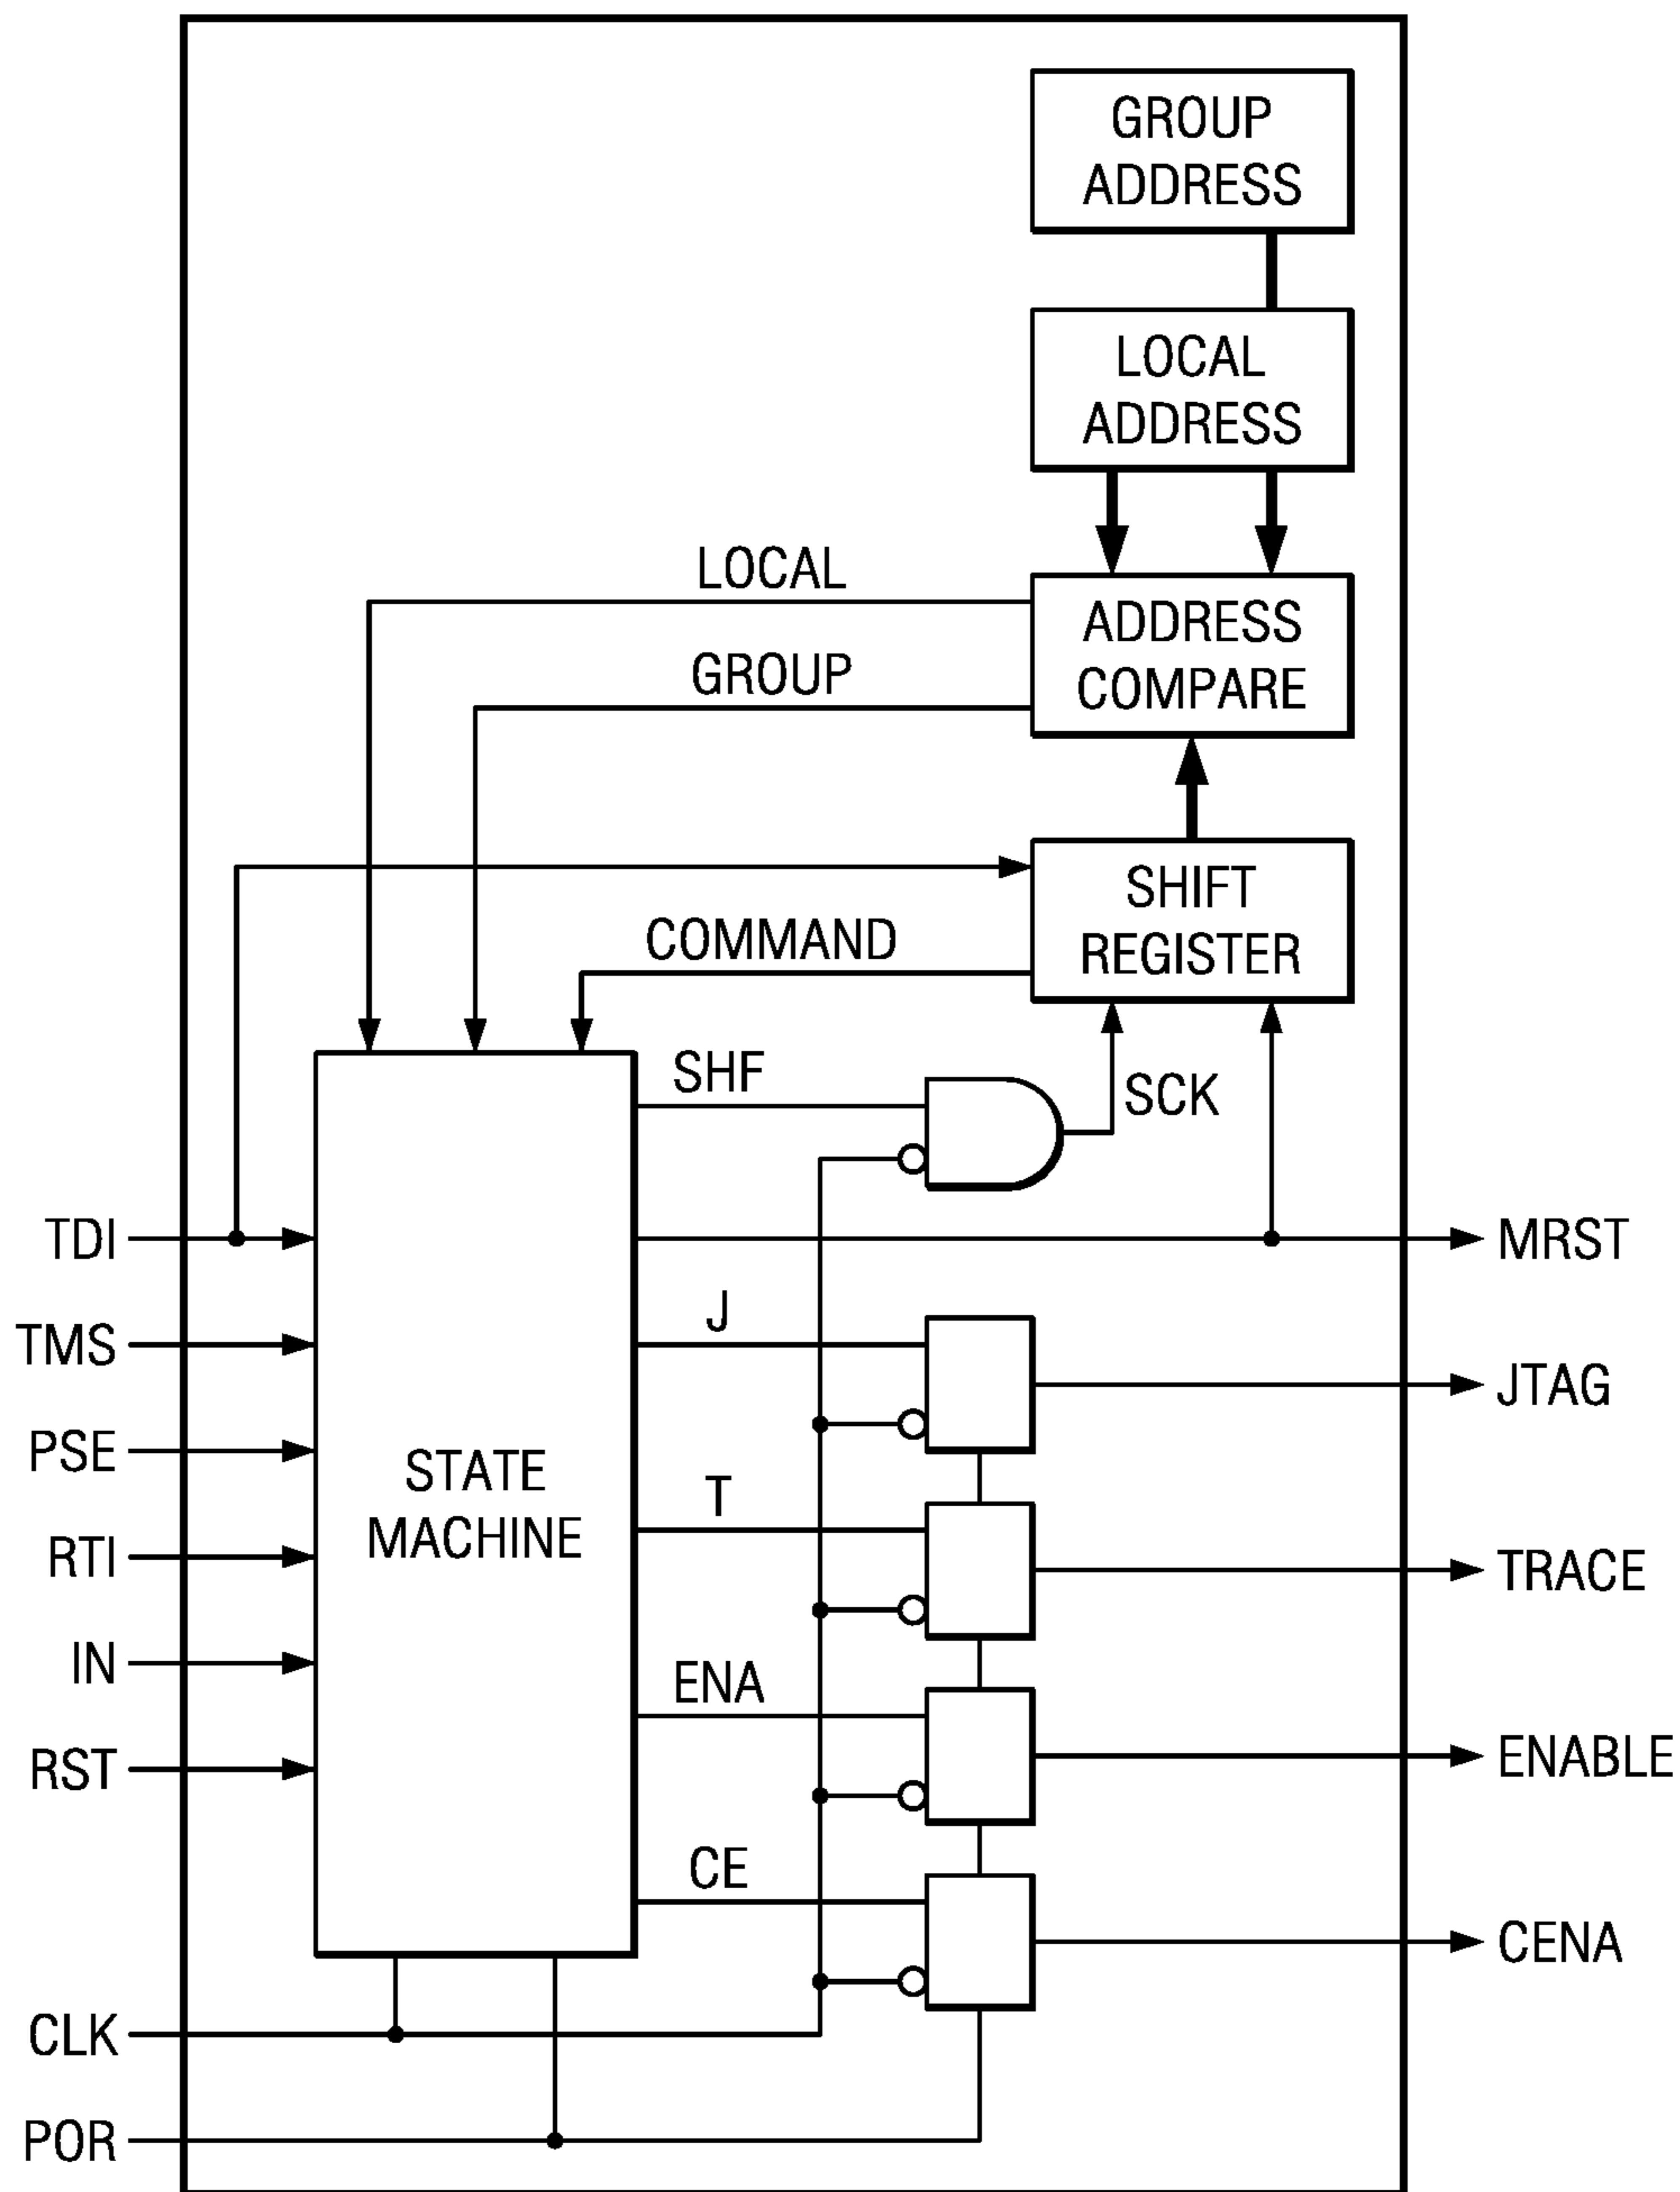 GROUP
ADDRESS
LOCAL
ADDRESS
LOCAL
ADDRESS
GROUP
COMPARE
SHIFT
COMMAND
REGISTER
SHF
SCK
TDI
MRST
J
TMS
JTAG
PSE
STATE
T
MACHINE
RTI
TRACE
IN
ENA
RST
ENABLE
CE
CENA
CLK
POR